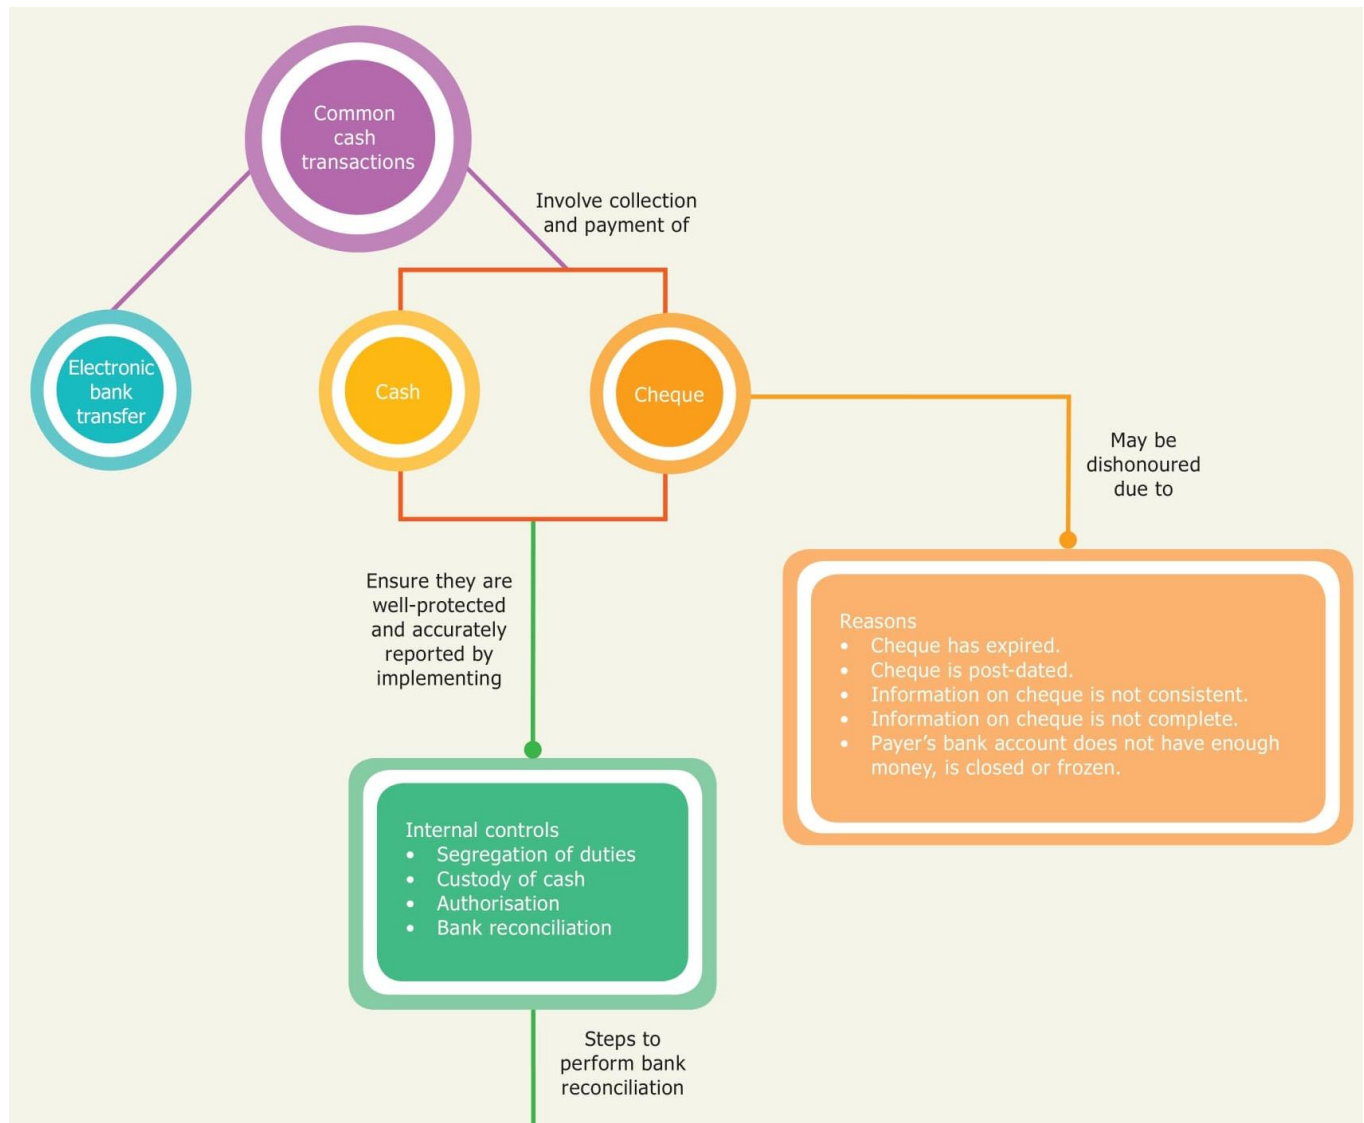 Common
cash
transactions
Involve collection
and payment of
Electronic
bank
transfer
Cash
Cheque
May be
dishonoured
due to
Ensure they are
well-protected
and accurately
reported by
implementing
Reasons
• Cheque has expired.
• Cheque is post-dated.
• Information on cheque is not consistent.
• Information on cheque is not complete.
• Payer’s bank account does not have enough
money, is closed or frozen.
Internal controls
• Segregation of duties
• Custody of cash
• Authorisation
• Bank reconciliation
Steps to
perform bank
reconciliation